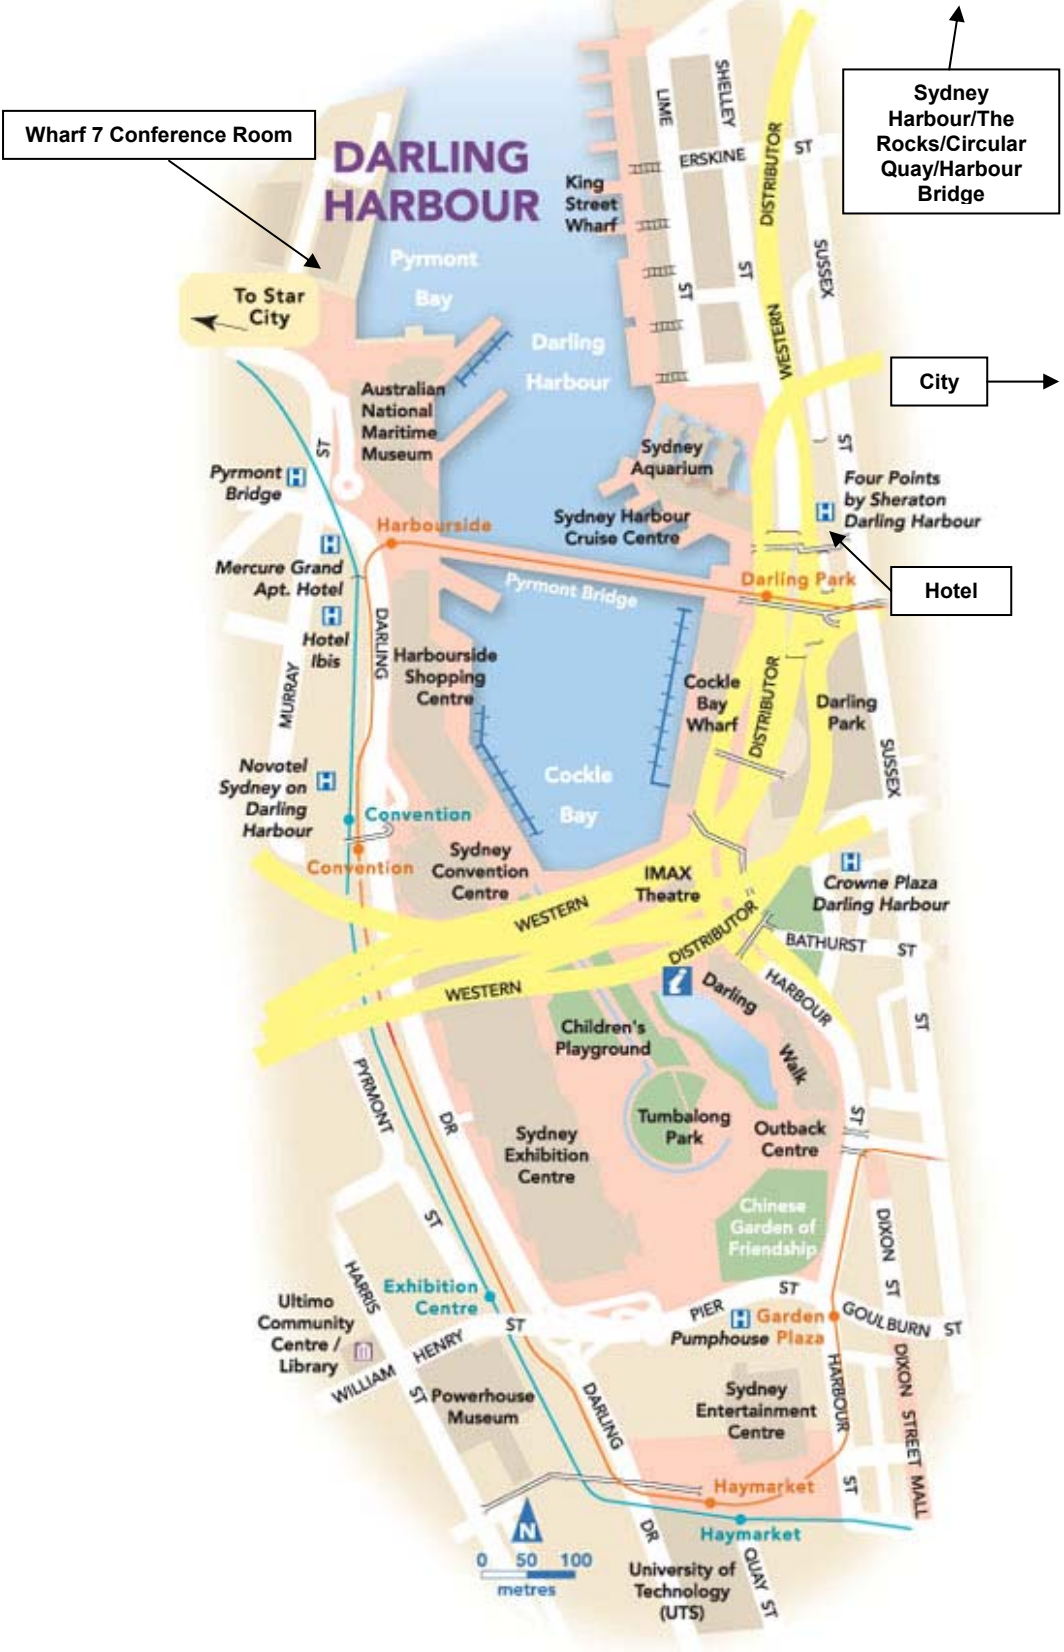 Sydney
Harbour/The
Rocks/Circular
Quay/Harbour
Bridge
Wharf 7 Conference Room
DARLING
HARBOUR
LIME
ST
SHELLEY
ST
ERSKINE
ST
WESTERN
DISTRIBUTOR
SUSSEX
ST
King
Street
Wharf
Pyrmont
Bay
To Star
City
Darling
Harbour
City
Australian
National
Maritime
Museum
Sydney
Aquarium
ST
Pyrmont
Bridge
H
Four Points
by Sheraton
Darling Harbour
H
Harbourside
Sydney Harbour
Cruise Centre
H
Mercure Grand
Apt. Hotel
Pyrmont Bridge
Darling Park
Hotel
H
Hotel
Ibis
DARLING
Harbourside
Shopping
Centre
MURRAY
Cockle
Bay
Wharf
DISTRIBUTOR
Darling
Park
SUSSEX
Novotel
Sydney on
Darling
Harbour
H
Cockle
Bay
Convention
Convention
Sydney
Convention
Centre
IMAX
Theatre
H
Crowne Plaza
Darling Harbour
WESTERN
DISTRIBUTOR
BATHURST
ST
WESTERN
i
Darling
Walk
HARBOUR
ST
ST
Children's
Playground
PYRMONT
ST
DR
Tumbalong
Park
Outback
Centre
Sydney
Exhibition
Centre
Chinese
Garden of
Friendship
DIXON
ST
HARRIS
ST
Exhibition
Centre
Ultimo
Community
Centre /
Library
WILLIAM
HENRY
ST
PIER
ST
H
Pumphouse
Garden
Plaza
GOULBURN
ST
DIXON
STREET
MALL
HARBOUR
ST
Powerhouse
Museum
DARLING
DR
Sydney
Entertainment
Centre
Haymarket
Haymarket
N
0 50 100
metres
University of
Technology
(UTS)
QUAY ST